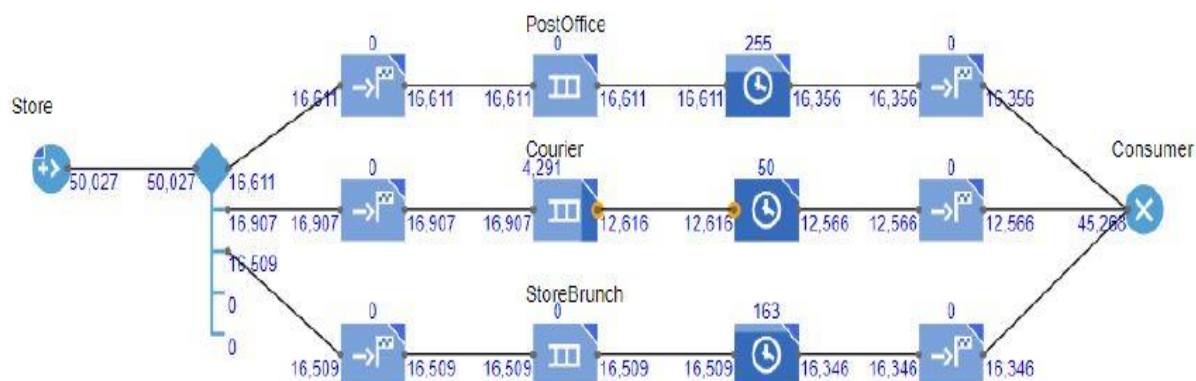 PostOffice
0 0 255 0
16,611 16,611 16,611 16,611 16,611 16,356 16,356 16,356
Store
50,027 50,027 16,611
Courier
0 4,291 50 0
Consumer
16,907 16,907 16,907 16,907 12,616 12,616 12,566 12,566 12,566 45,268
16,509
StoreBrunch
0 0 163 0
0
0
16,509 16,509 16,509 16,509 16,509 16,346 16,346 16,346